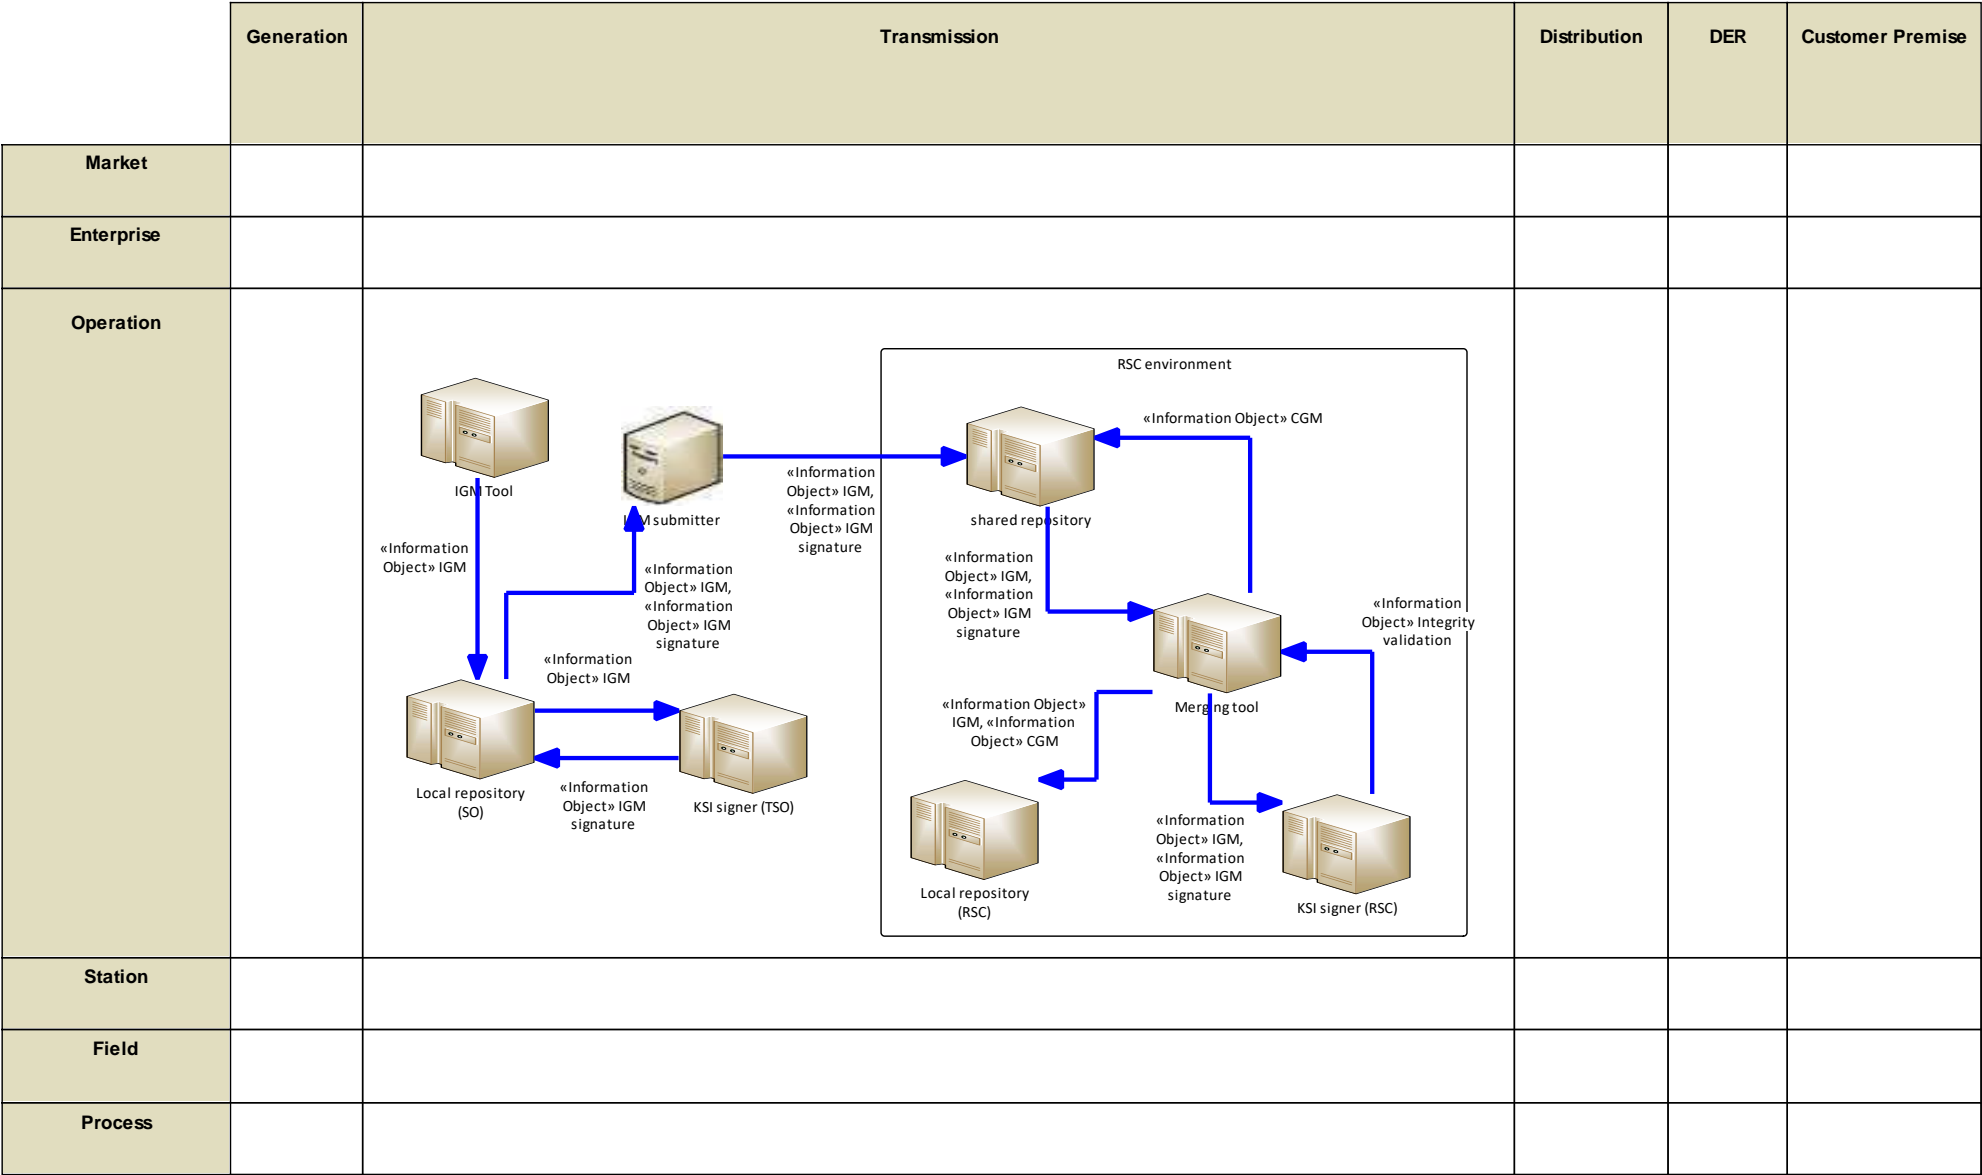 Generation
Transmission
Distribution
DER
Customer Premise
Market
Enterprise
Operation
RSC environment
IGM Tool
submitter
«Information
Object» IGM,
«Information
Object» IGM
signature
shared repository
«Information Object» CGM
«Information
Object» IGM
«Information
Object» IGM,
«Information
Object» IGM
signature
«Information
Object» IGM,
«Information
Object» IGM
signature
«Information
Object» Integrity
validation
«Information
Object» IGM
Local repository
(SO)
KSI signer (TSO)
«Information
Object» IGM
signature
Merging tool
«Information Object»
IGM, «Information
Object» CGM
Local repository
(RSC)
«Information
Object» IGM,
«Information
Object» IGM
signature
KSI signer (RSC)
Station
Field
Process